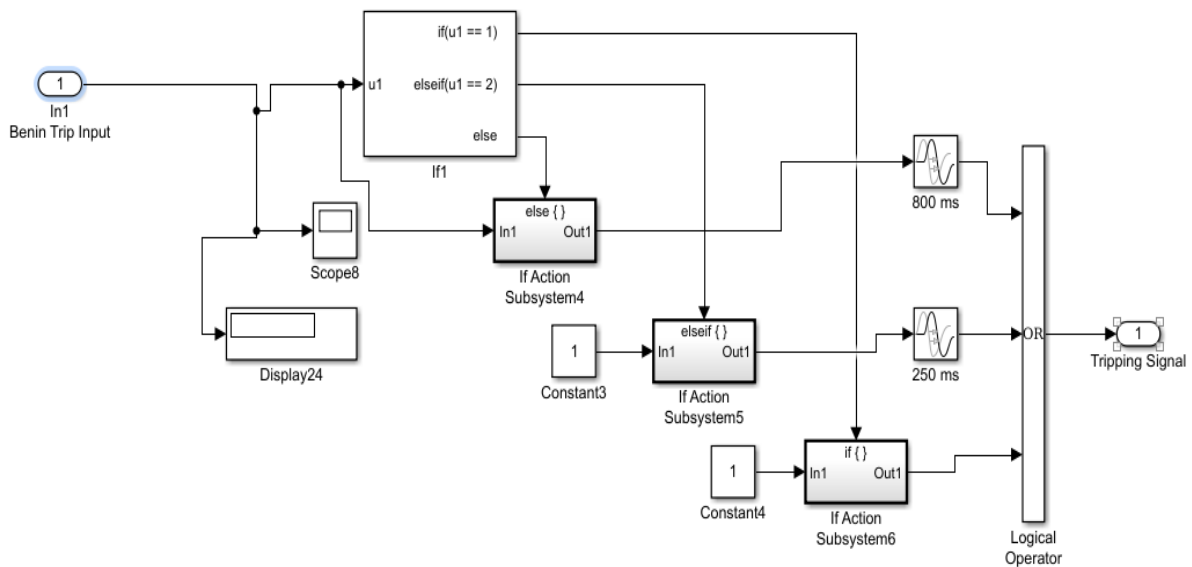 if(u1 == 1)
1
u1
elseif(u1 == 2)
In1
Benin Trip Input
else
If1
800 ms
else { }
In1
Out1
Scope8
If Action
Subsystem4
elseif { }
1
In1
Out1
OR
1
Display24
Constant3
250 ms
Tripping Signal
If Action
Subsystem5
if { }
1
In1
Out1
Constant4
If Action
Subsystem6
Logical
Operator